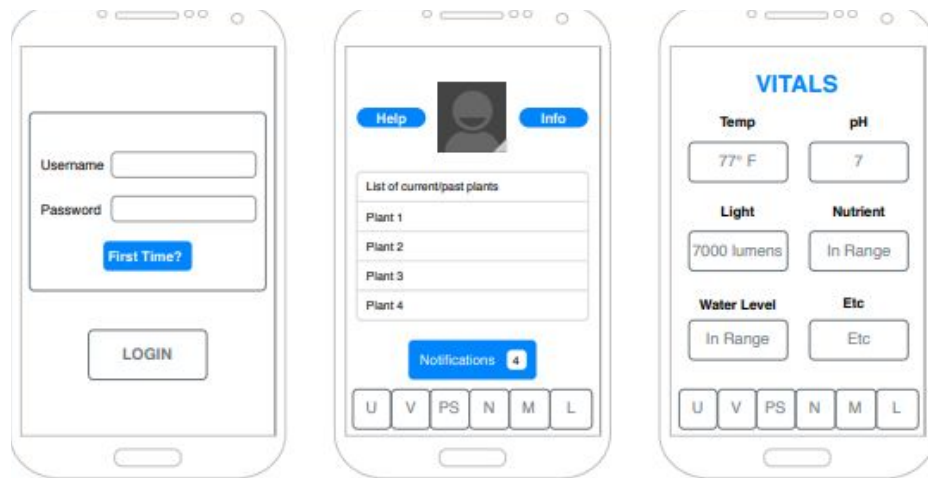 Username
Password
First Time?
LOGIN
Help
Info
List of current/past plants
Plant 1
Plant 2
Plant 3
Plant 4
Notifications 4
U V PS N M L
VITALS
Temp pH
77° F 7
Light Nutrient
7000 lumens In Range
Water Level Etc
In Range Etc
U V PS N M L